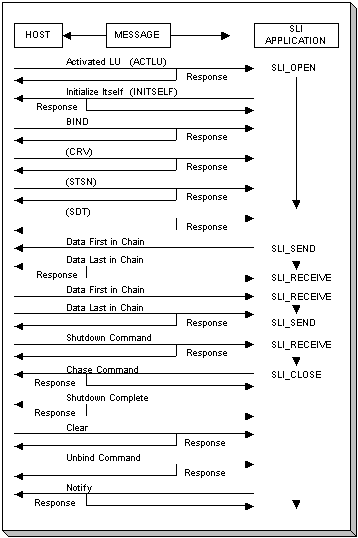 HOST MESSAGE SLI
APPLICATION
Activated LU (ACTLU)
Response SLI_OPEN
Initialize Itself (INITSELF)
Response
BIND
Response
(CRV)
Response
(STSN)
Response
(SDT)
Response
Data First in Chain SLI_SEND
Data Last in Chain
Response SLI_RECEIVE
Data First in Chain SLI_RECEIVE
Data Last in Chain
Response SLI_SEND
Shutdown Command
Response SLI_RECEIVE
Chase Command
Response SLI_CLOSE
Shutdown Complete
Response
Clear
Response
Unbind Command
Response
Notify
Response